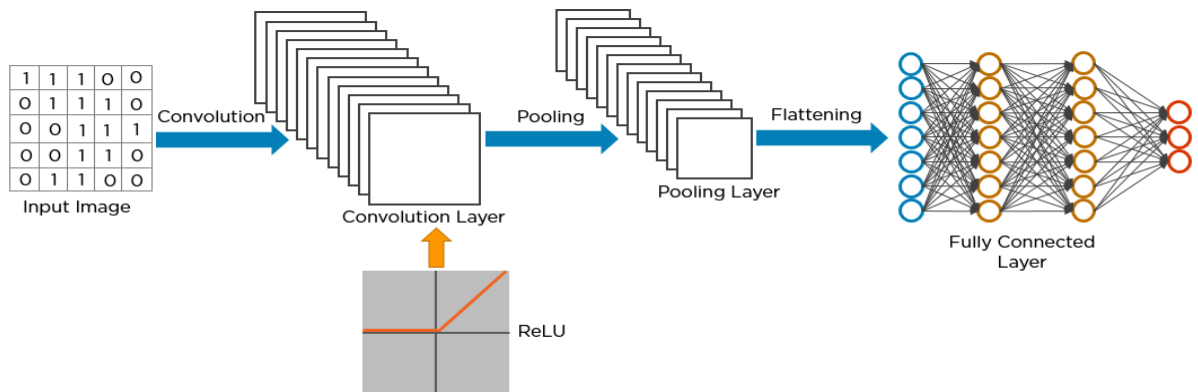 1 1 1 0 0
0 1 1 1 0
0 0 1 1 1
0 0 1 1 0
0 1 1 0 0
Input Image
Convolution
Convolution Layer
ReLU
Pooling
Pooling Layer
Flattening
Fully Connected
Layer